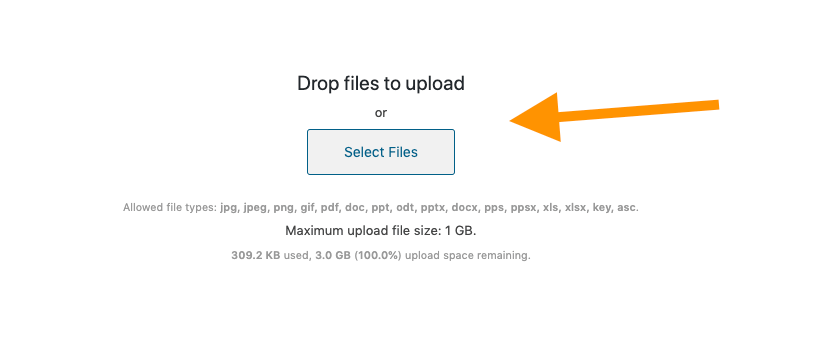 Drop files to upload
or
Select Files
Allowed file types: jpg, jpeg, png, gif, pdf, doc, ppt, odt, pptx, docx, pps, ppsx, xls, xlsx, key, asc.
Maximum upload file size: 1 GB.
309.2 KB used, 3.0 GB (100.0%) upload space remaining.